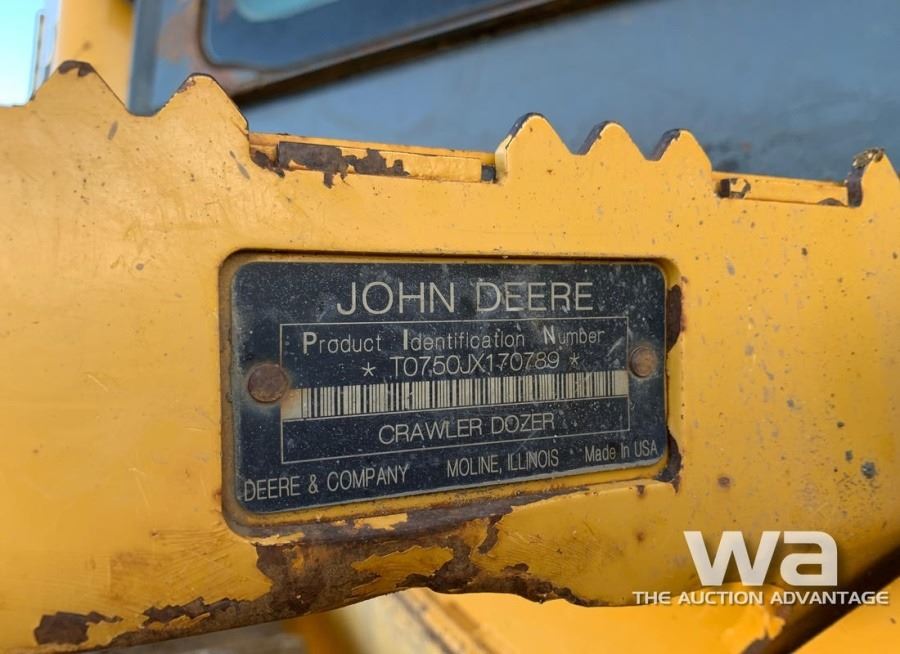 JOHN DEERE
Product Identification Number
* T0750JX170789 *
CRAWLER DOZER
DEERE & COMPANY MOLINE, ILLINOIS Made In USA
wa
THE AUCTION ADVANTAGE